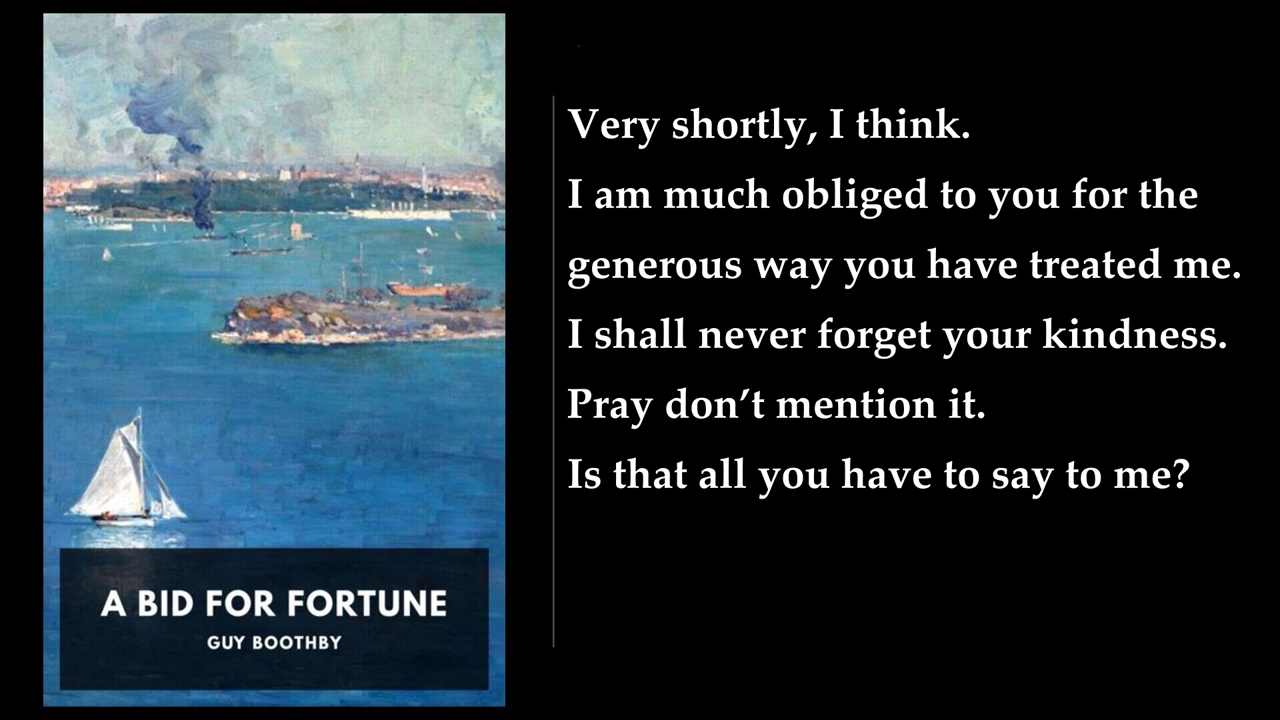 Very shortly, I think.
I am much obliged to you for the
generous way you have treated me.
I shall never forget your kindness.
Pray don’t mention it.
Is that all you have to say to me?
A BID FOR FORTUNE
GUY BOOTHBY